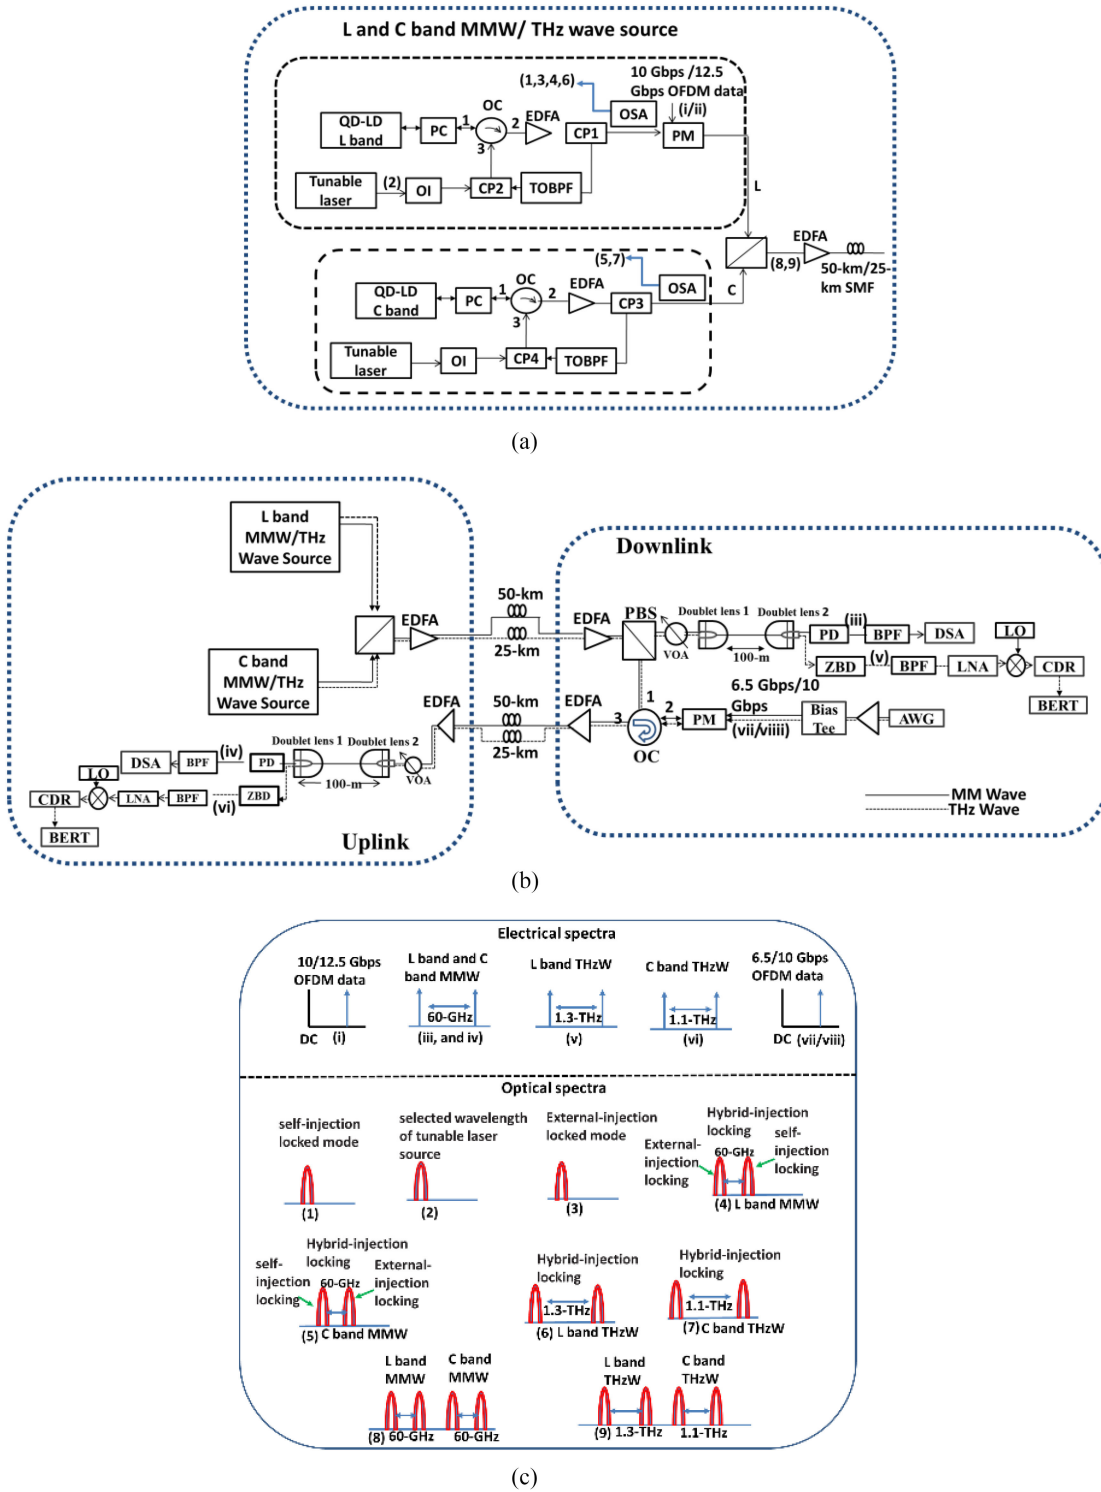 L and C band MMW/ THz wave source
10 Gbps /12.5
Gbps OFDM data
(1,3,4,6)
(i/ii)
OSA
OC
EDFA
QD-LD
L band
PC
1
2
3
CP1
PM
Tunable
laser
(2)
OI
CP2
TOBPF
L
EDFA
(8,9)
50-km/25-
km SMF
(5,7)
OC
EDFA
OSA
C
QD-LD
C band
PC
1
2
3
CP3
Tunable
laser
OI
CP4
TOBPF
(a)
L band
MMW/THz
Wave Source
C band
MMW/THz
Wave Source
EDFA
50-km
25-km
EDFA
Downlink
PBS
Doublet lens 1
Doublet lens 2
VOA
100-m
PD
(iii)
BPF
DSA
LO
ZBD
(v)
BPF
LNA
CDR
BERT
6.5 Gbps/10
Gbps
(vii/viiii)
1
2
3
OC
PM
Bias
Tee
AWG
EDFA
50-km
25-km
EDFA
Doublet lens 1
Doublet lens 2
VOA
100-m
DSA
BPF
(iv)
PD
LO
CDR
LNA
BPF
(vi)
ZBD
BERT
Uplink
MM Wave
THz Wave
(b)
Electrical spectra
10/12.5 Gbps
OFDM data
DC
(i)
L band and C
band MMW
60-GHz
(iii, and iv)
L band THzW
1.3-THz
(v)
C band THzW
1.1-THz
(vi)
6.5/10 Gbps
OFDM data
DC
(vii/viii)
Optical spectra
self-injection
locked mode
(1)
selected wavelength
of tunable laser
source
(2)
External-injection
locked mode
(3)
Hybrid-injection
locking
External-
injection
locking
60-GHz
self-
injection
locking
(4) L band MMW
Hybrid-injection
locking
self-
injection
locking
60-GHz
External-
injection
locking
(5) C band MMW
Hybrid-injection
locking
1.3-THz
(6) L band THzW
Hybrid-injection
locking
1.1-THz
(7) C band THzW
L band
MMW
C band
MMW
(8) 60-GHz
60-GHz
L band
THzW
C band
THzW
(9) 1.3-THz
1.1-THz
(c)